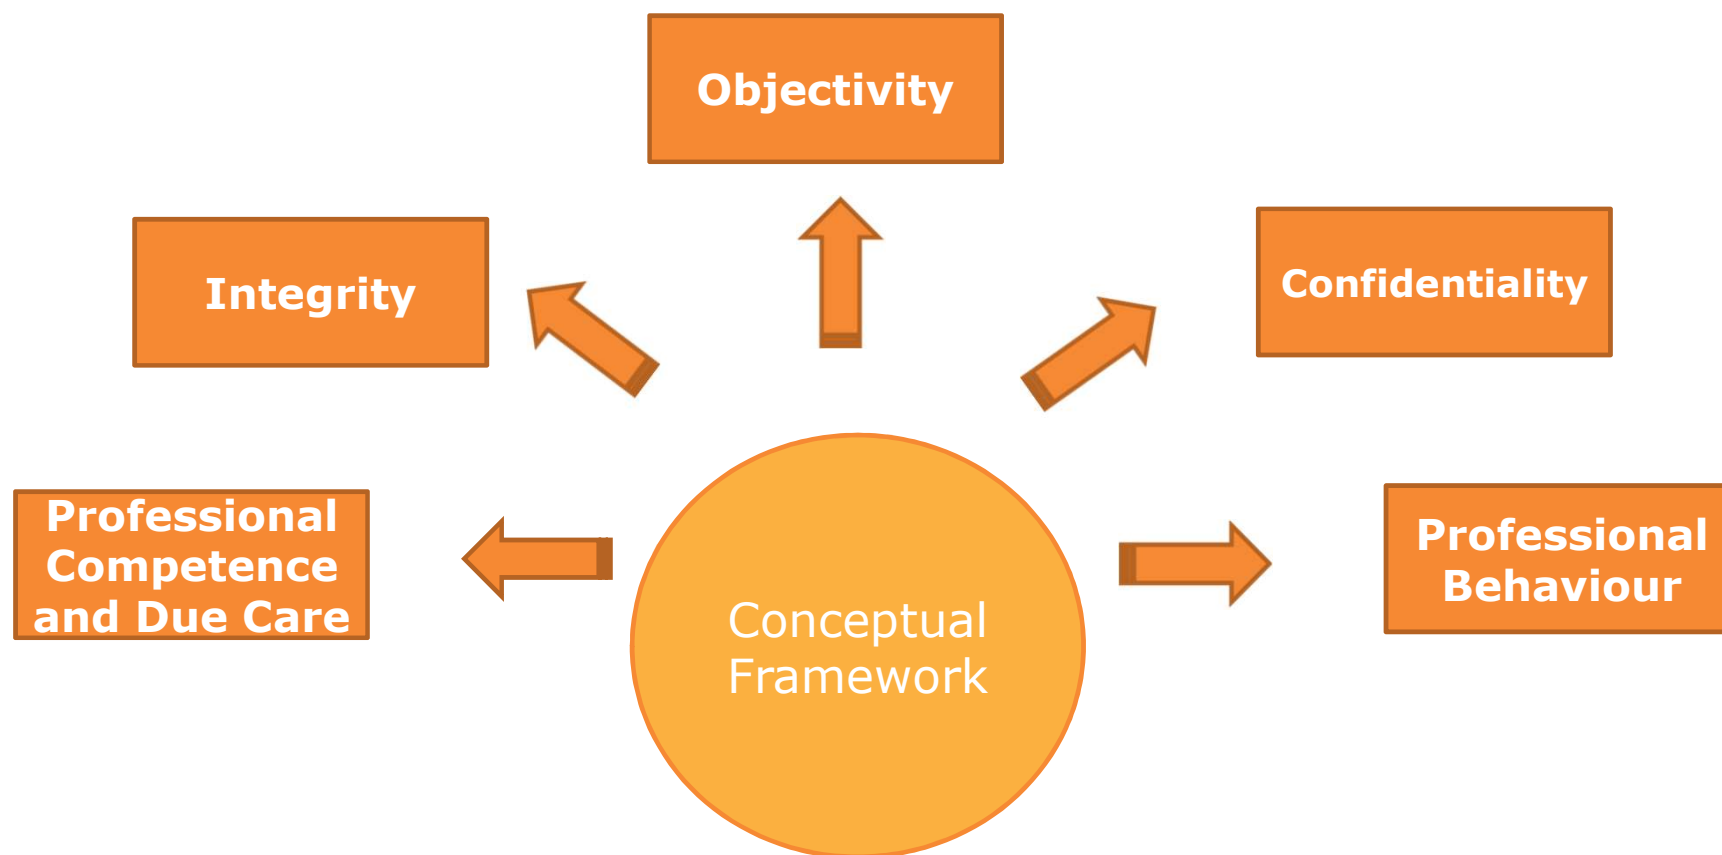 Objectivity
Integrity
Confidentiality
Professional
Competence
and Due Care
Professional
Behaviour
Conceptual
Framework